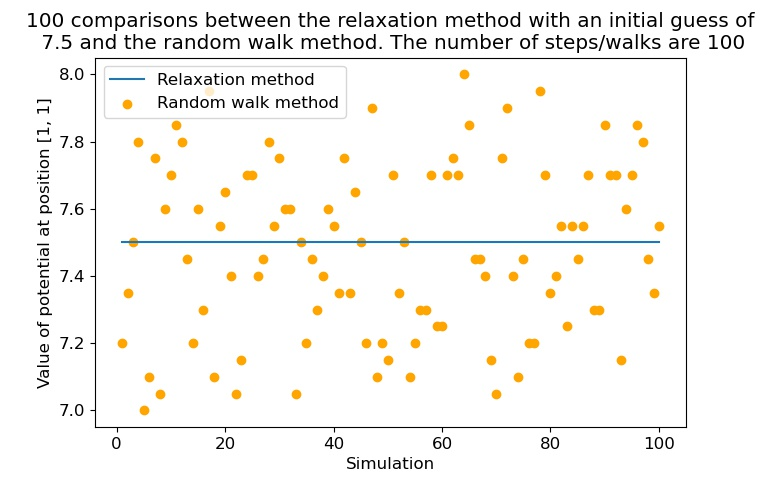 100 comparisons between the relaxation method with an initial guess of
7.5 and the random walk method. The number of steps/walks are 100
Relaxation method
Random walk method
Value of potential at position [1, 1]
8.0
7.8
7.6
7.4
7.2
7.0
0 20 40 60 80 100
Simulation